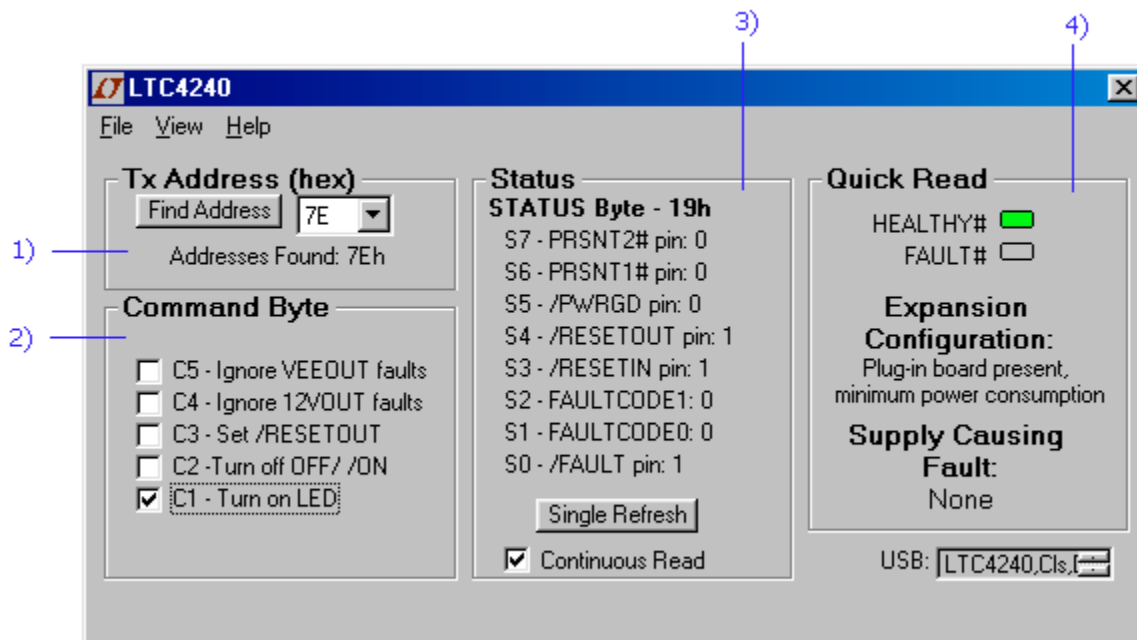 3)
4)
LTC4240
File View Help
Tx Address (hex)
Find Address 7E
1)
Addresses Found: 7Eh
Command Byte
2)
C5 - Ignore VEEOUT faults
C4 - Ignore 12VOUT faults
C3 - Set /RESETOUT
C2 -Turn off OFF/ /ON
C1 - Turn on LED
Status
STATUS Byte - 19h
S7 - PRSNT2# pin: 0
S6 - PRSNT1# pin: 0
S5 - /PWRGD pin: 0
S4 - /RESETOUT pin: 1
S3 - /RESETIN pin: 1
S2 - FAULTCODE1: 0
S1 - FAULTCODE0: 0
S0 - /FAULT pin: 1
Single Refresh
Continuous Read
Quick Read
HEALTHY#
FAULT#
Expansion
Configuration:
Plug-in board present,
minimum power consumption
Supply Causing
Fault:
None
USB: LTC4240,Cls,